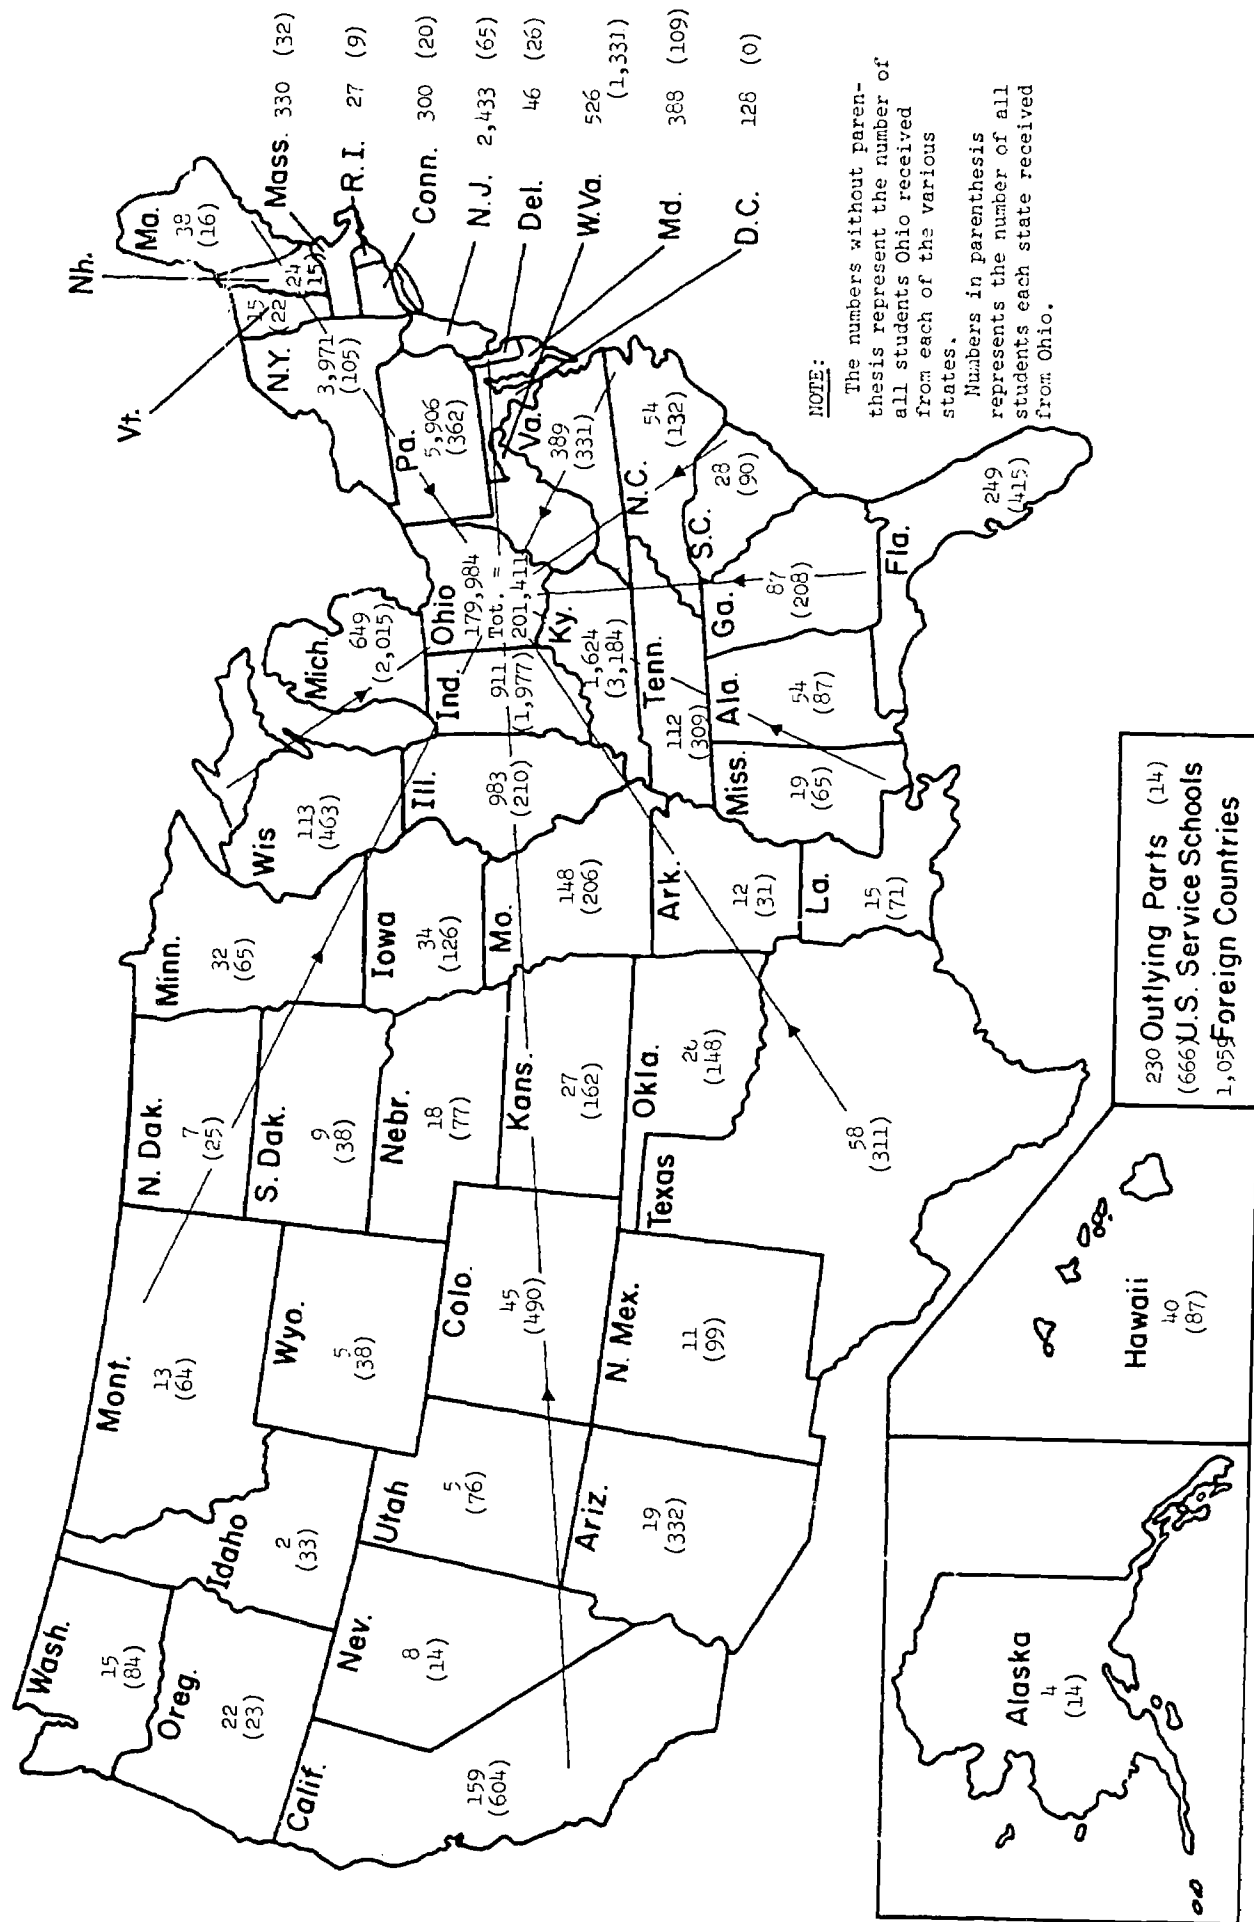 Wash.
15
(84)
Oreg.
22
(23)
Calif.
159
(604)
Nev.
8
(14)
Idaho
2
(33)
Utah
5
(76)
Ariz.
19
(332)
Mont.
13
(64)
Wyo.
5
(38)
Colo.
45
(490)
N. Mex.
11
(99)
N. Dak.
7
(25)
S. Dak.
9
(38)
Nebr.
18
(77)
Kans.
27
(162)
Okla.
26
(148)
Texas
58
(311)
Minn.
32
(65)
Iowa
34
(126)
Mo.
148
(206)
Ark.
12
(31)
La.
15
(71)
Wis
113
(463)
Ill.
983
(210)
Mich.
649
(2,015)
Ind.
911
(1,977)
Ohio
179,984
Tot. =
201,411
Ky.
1,624
(3,184)
Tenn.
112
(309)
Miss.
19
(65)
Ala.
54
(87)
Ga.
87
(208)
Fla.
249
(415)
S.C.
28
(90)
N.C.
54
(132)
Va.
389
(331)
Pa.
5,906
(362)
N.Y.
3,971
(105)
Vt.
15
(22
Nh.
24
15
Ma.
38
(16)
Mass. 330 (32)
R.I. 27 (9)
Conn. 300 (20)
N.J. 2,433 (65)
Del. 46 (26)
W.Va. 526
(1,331)
Md. 388 (109)
D.C. 128 (0)
NOTE:
The numbers without paren-
thesis represent the number of
all students Ohio received
from each of the various
states.
Numbers in parenthesis
represents the number of all
students each state received
from Ohio.
Alaska
4
(14)
Hawaii
40
(87)
230 Outlying Parts (14)
(666)U.S. Service Schools
1,059Foreign Countries